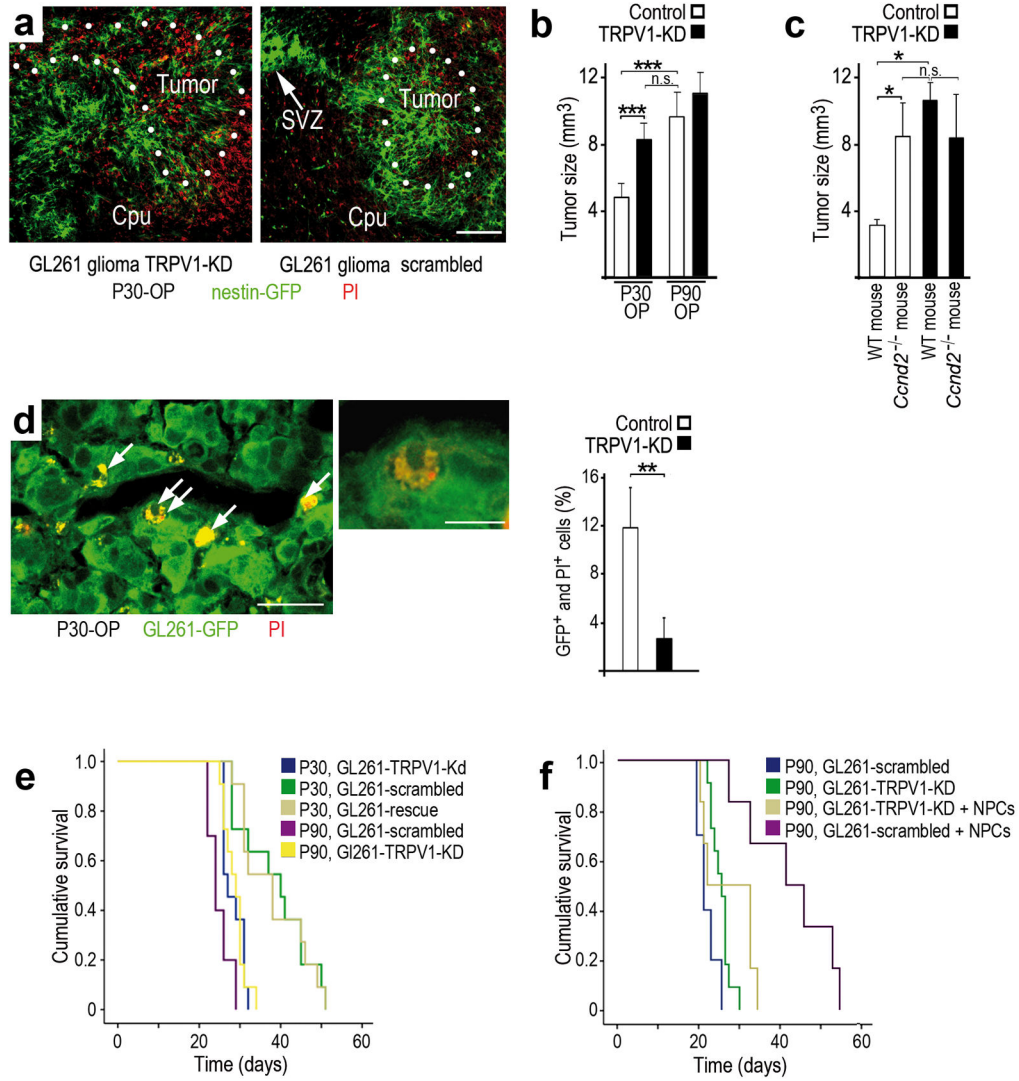 a
Tumor
Cpu
SVZ
Tumor
Cpu
GL261 glioma TRPV1-KD
GL261 glioma scrambled
P30-OP nestin-GFP PI
b
Control
TRPV1-KD
***
n.s.
***
Tumor size (mm³)
12
8
4
P30 OP
P90 OP
c
Control
TRPV1-KD
*
n.s.
*
Tumor size (mm³)
12
8
4
WT mouse
Ccnd2-/- mouse
WT mouse
Ccnd2-/- mouse
d
P30-OP GL261-GFP PI
Control
TRPV1-KD
**
GFP+ and PI+ cells (%)
16
12
8
4
e
P30, GL261-TRPV1-Kd
P30, GL261-scrambled
P30, GL261-rescue
P90, GL261-scrambled
P90, Gl261-TRPV1-KD
Cumulative survival
1.0
0.8
0.6
0.4
0.2
0
0 20 40 60
Time (days)
f
P90, GL261-scrambled
P90, GL261-TRPV1-KD
P90, GL261-TRPV1-KD + NPCs
P90, GL261-scrambled + NPCs
Cumulative survival
1.0
0.8
0.6
0.4
0.2
0
0 20 40 60
Time (days)